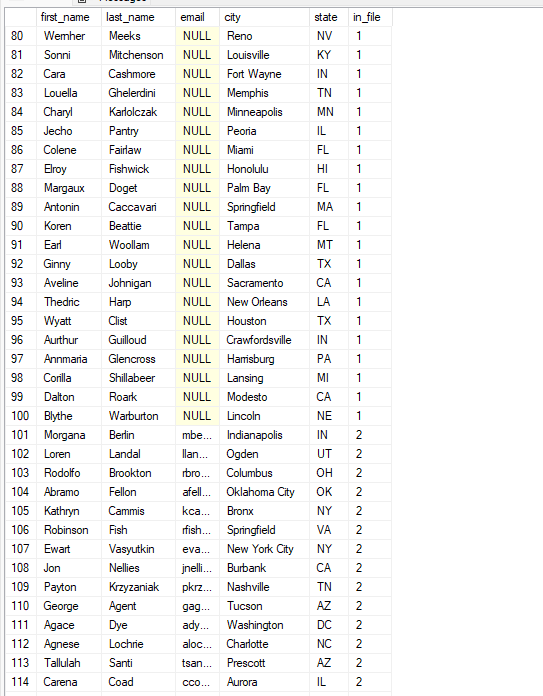 first_name last_name email city state in_file
80 Wernher Meeks NULL Reno NV 1
81 Sonni Mitchenson NULL Louisville KY 1
82 Cara Cashmore NULL Fort Wayne IN 1
83 Louella Ghelerdini NULL Memphis TN 1
84 Charyl Karlolczak NULL Minneapolis MN 1
85 Jecho Pantry NULL Peoria IL 1
86 Colene Fairlaw NULL Miami FL 1
87 Elroy Fishwick NULL Honolulu HI 1
88 Margaux Doget NULL Palm Bay FL 1
89 Antonin Caccavari NULL Springfield MA 1
90 Koren Beattie NULL Tampa FL 1
91 Earl Woollam NULL Helena MT 1
92 Ginny Looby NULL Dallas TX 1
93 Aveline Johnigan NULL Sacramento CA 1
94 Thedric Harp NULL New Orleans LA 1
95 Wyatt Clist NULL Houston TX 1
96 Aurthur Guilloud NULL Crawfordsville IN 1
97 Annmaria Glencross NULL Harrisburg PA 1
98 Corilla Shillabeer NULL Lansing MI 1
99 Dalton Roark NULL Modesto CA 1
100 Blythe Warburton NULL Lincoln NE 1
101 Morgana Berlin mbe... Indianapolis IN 2
102 Loren Landal llan... Ogden UT 2
103 Rodolfo Brookton rbro... Columbus OH 2
104 Abramo Fellon afell... Oklahoma City OK 2
105 Kathryn Cammis kca... Bronx NY 2
106 Robinson Fish rfish... Springfield VA 2
107 Ewart Vasyutkin eva... New York City NY 2
108 Jon Nellies jnelli... Burbank CA 2
109 Payton Krzyzaniak pkrz... Nashville TN 2
110 George Agent gag... Tucson AZ 2
111 Agace Dye ady... Washington DC 2
112 Agnese Lochrie aloc... Charlotte NC 2
113 Tallulah Santi tsan... Prescott AZ 2
114 Carena Coad cco... Aurora IL 2